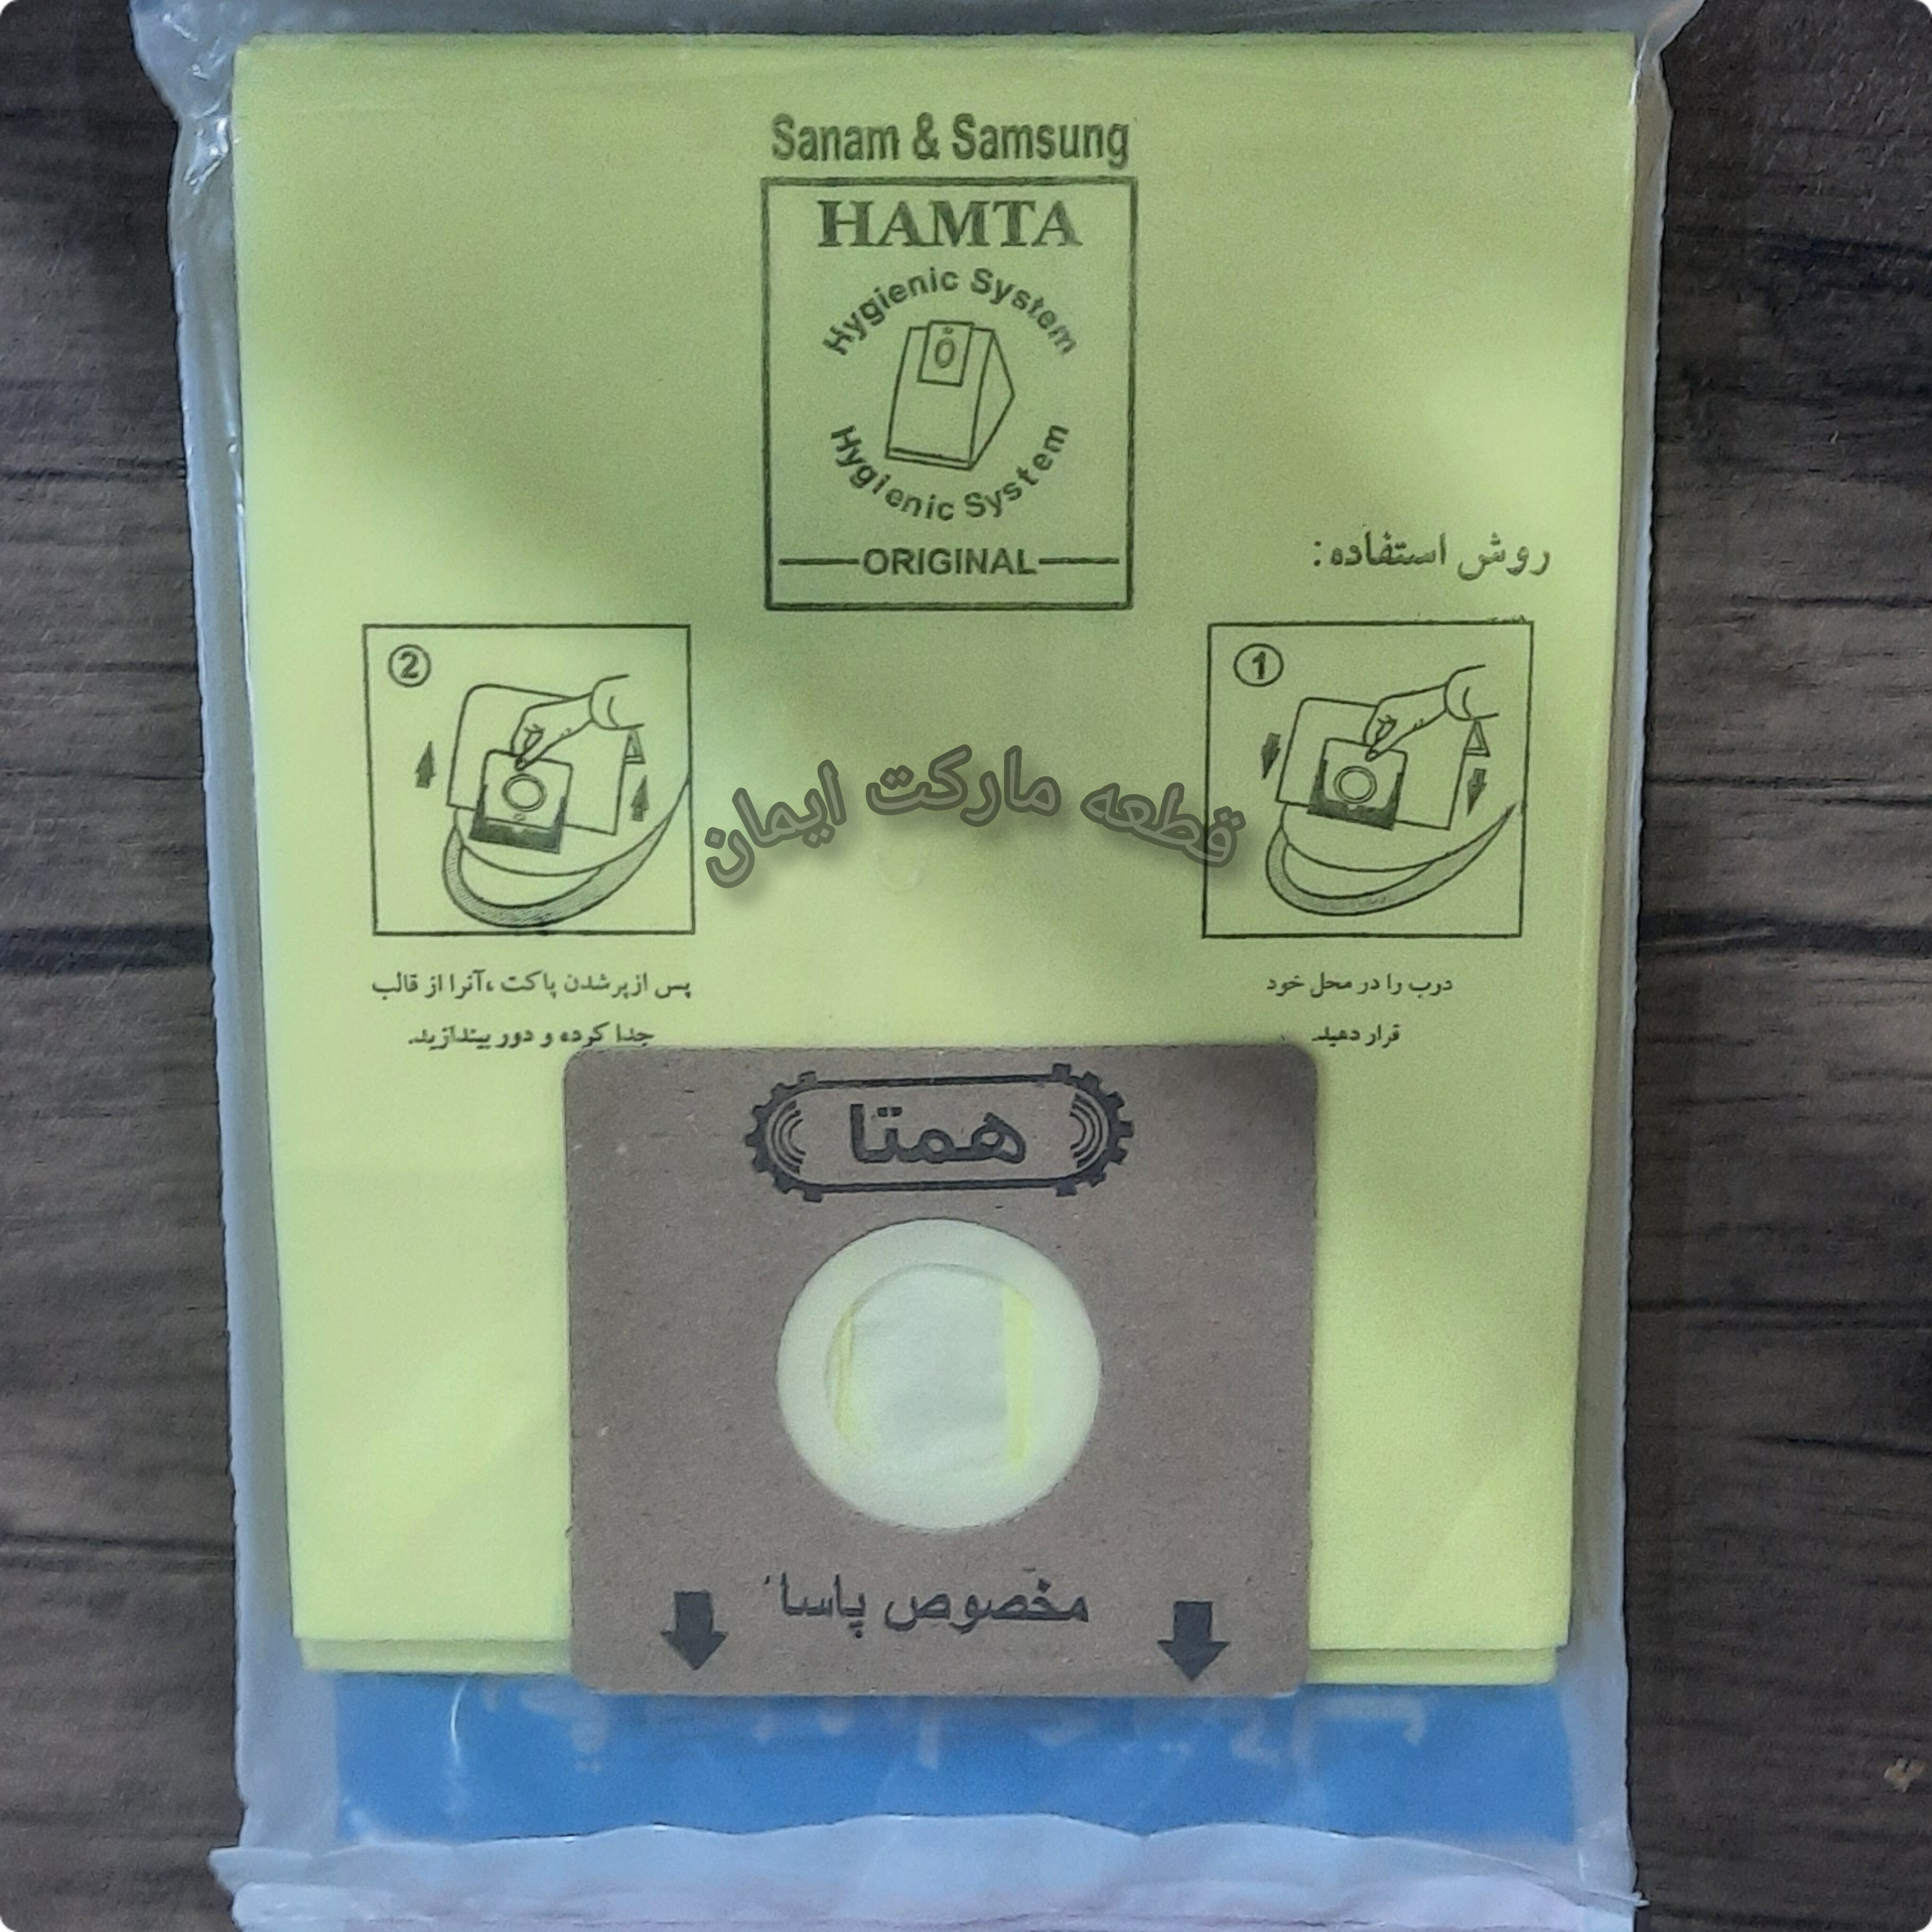 Sanam & Samsung
HAMTA
Hygienic System
Hygienic System
ORIGINAL
روش استفاده:
1
2
قطعه مارکت ایمان
درب را در محل خود
قرار دهید.
پس از پر شدن پاکت ،آنرا از قالب
جدا کرده و دور بیندازید.
همتا
مخصوص پاسا